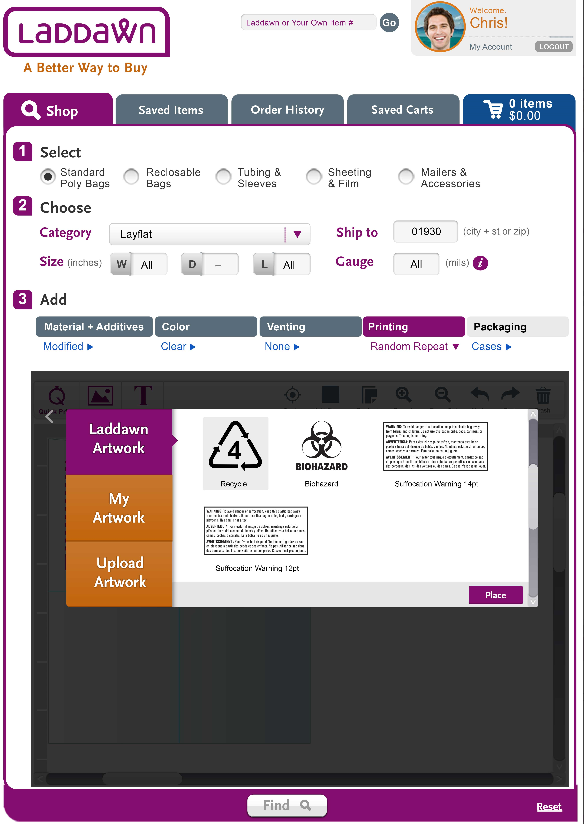 LADDAWN
A Better Way to Buy
Laddawn or Your Own Item #
Go
Welcome,
Chris!
My Account
LOGOUT
Shop
Saved Items
Order History
Saved Carts
0 items
$0.00
1 Select
Standard
Poly Bags
Reclosable
Bags
Tubing &
Sleeves
Sheeting
& Film
Mailers &
Accessories
2 Choose
Category Layflat
Ship to 01930 (city + st or zip)
Size (inches) W All D – L All
Gauge All (mils) i
3 Add
Material + Additives Color Venting Printing Packaging
Modified Clear None Random Repeat Cases
T
Laddawn
Artwork
My
Artwork
Upload
Artwork
4
Recycle
BIOHAZARD
Biohazard
Suffocation Warning 14pt
Suffocation Warning 12pt
Place
Find
Reset